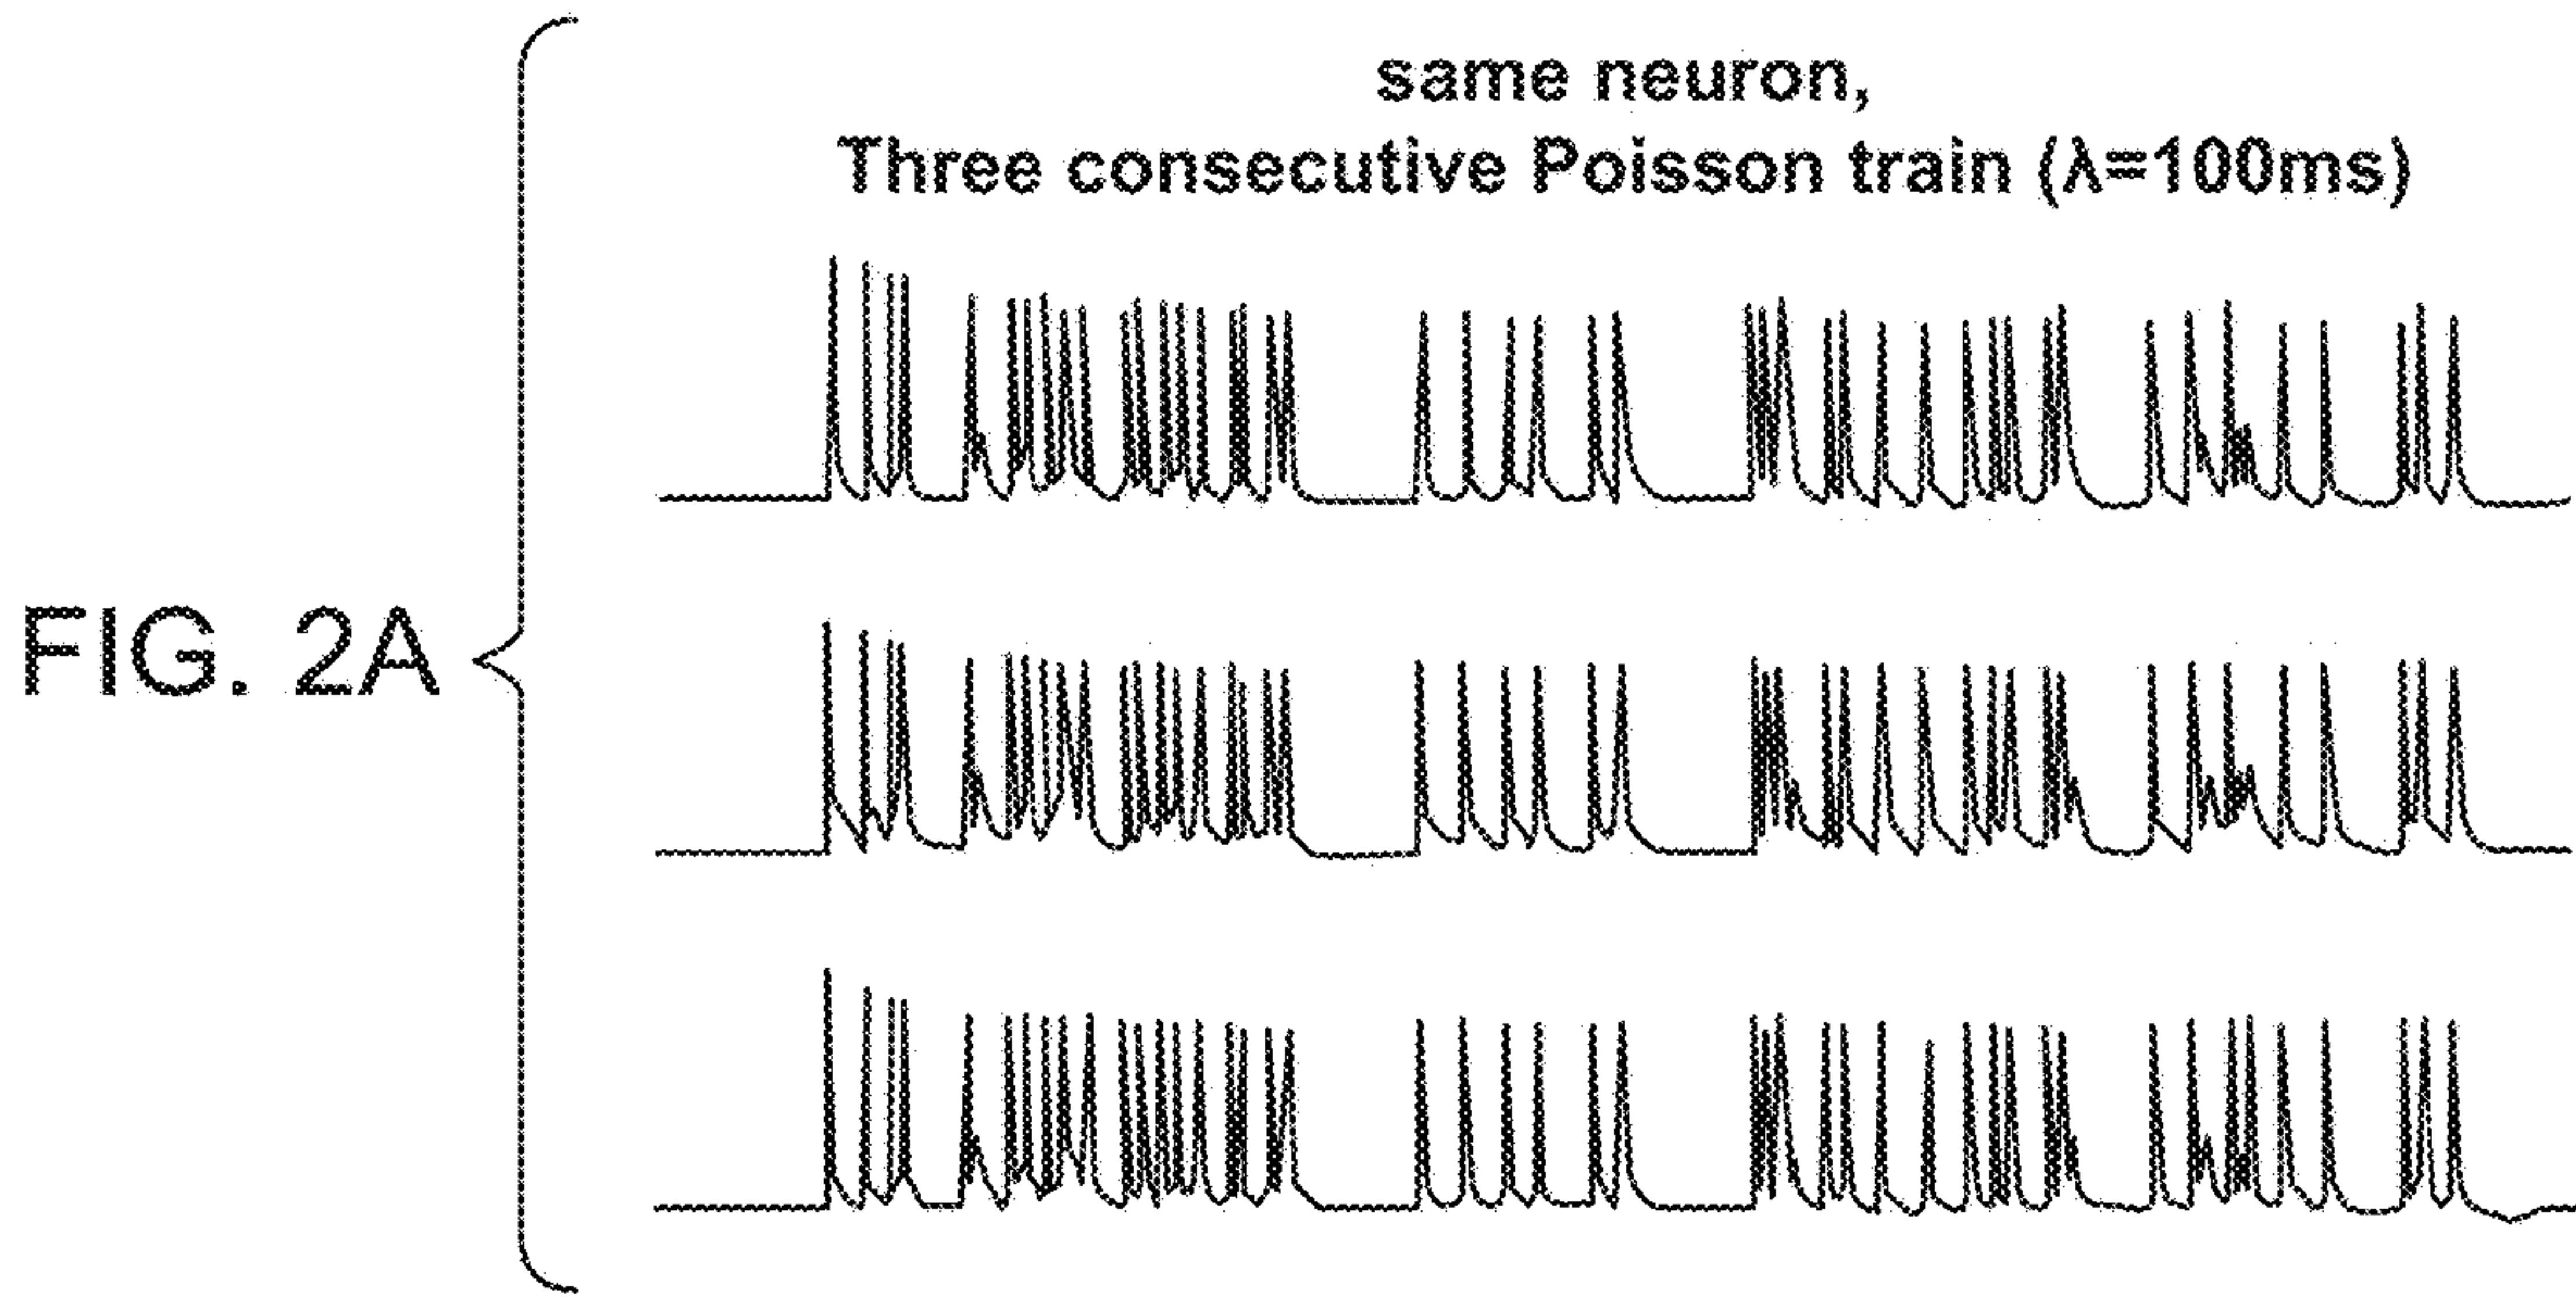 same neuron,
Three consecutive Poisson train (λ=100ms)
FIG. 2A